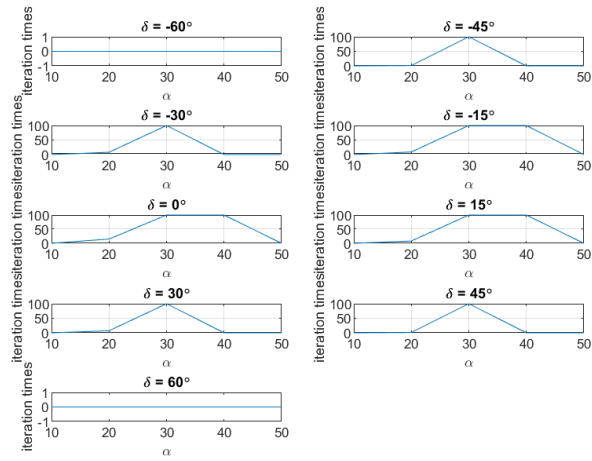 δ = -60°
iteration times
1
0
-1
10 20 30 40 50
α
δ = -45°
iteration times
100
50
0
10 20 30 40 50
α
δ = -30°
iteration times
100
50
0
10 20 30 40 50
α
δ = -15°
iteration times
100
50
0
10 20 30 40 50
α
δ = 0°
iteration times
100
50
0
10 20 30 40 50
α
δ = 15°
iteration times
100
50
0
10 20 30 40 50
α
δ = 30°
iteration times
100
50
0
10 20 30 40 50
α
δ = 45°
iteration times
100
50
0
10 20 30 40 50
α
δ = 60°
iteration times
1
0
-1
10 20 30 40 50
α